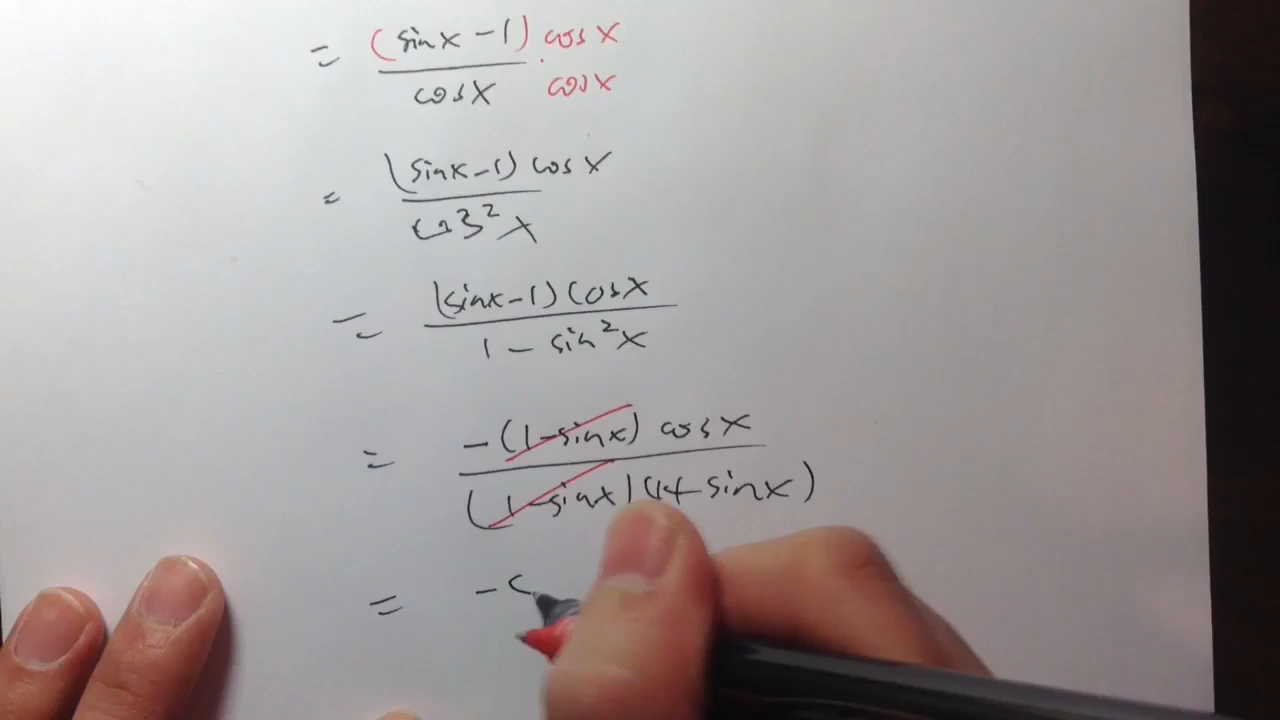 = (sinx - 1) / cosx · cosx / cosx
= (sinx - 1) cosx / cos²x
= (sinx - 1) cosx / 1 - sin²x
= -(1 - sinx) cosx / (1 - sinx)(1 + sinx)
= - c